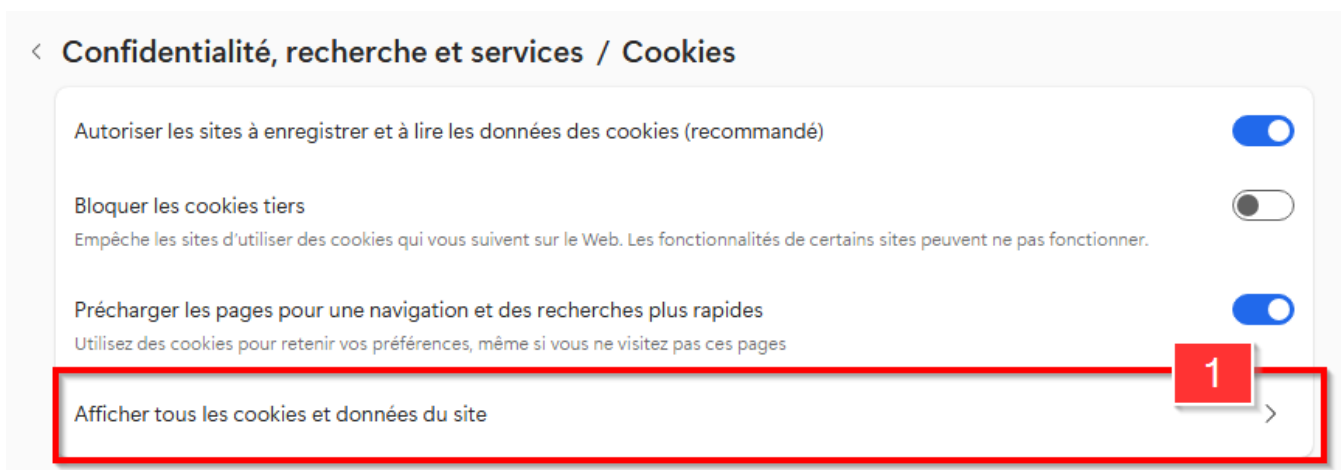 Confidentialité, recherche et services / Cookies
Autoriser les sites à enregistrer et à lire les données des cookies (recommandé)
Bloquer les cookies tiers
Empêche les sites d'utiliser des cookies qui vous suivent sur le Web. Les fonctionnalités de certains sites peuvent ne pas fonctionner.
Précharger les pages pour une navigation et des recherches plus rapides
Utilisez des cookies pour retenir vos préférences, même si vous ne visitez pas ces pages
1
Afficher tous les cookies et données du site